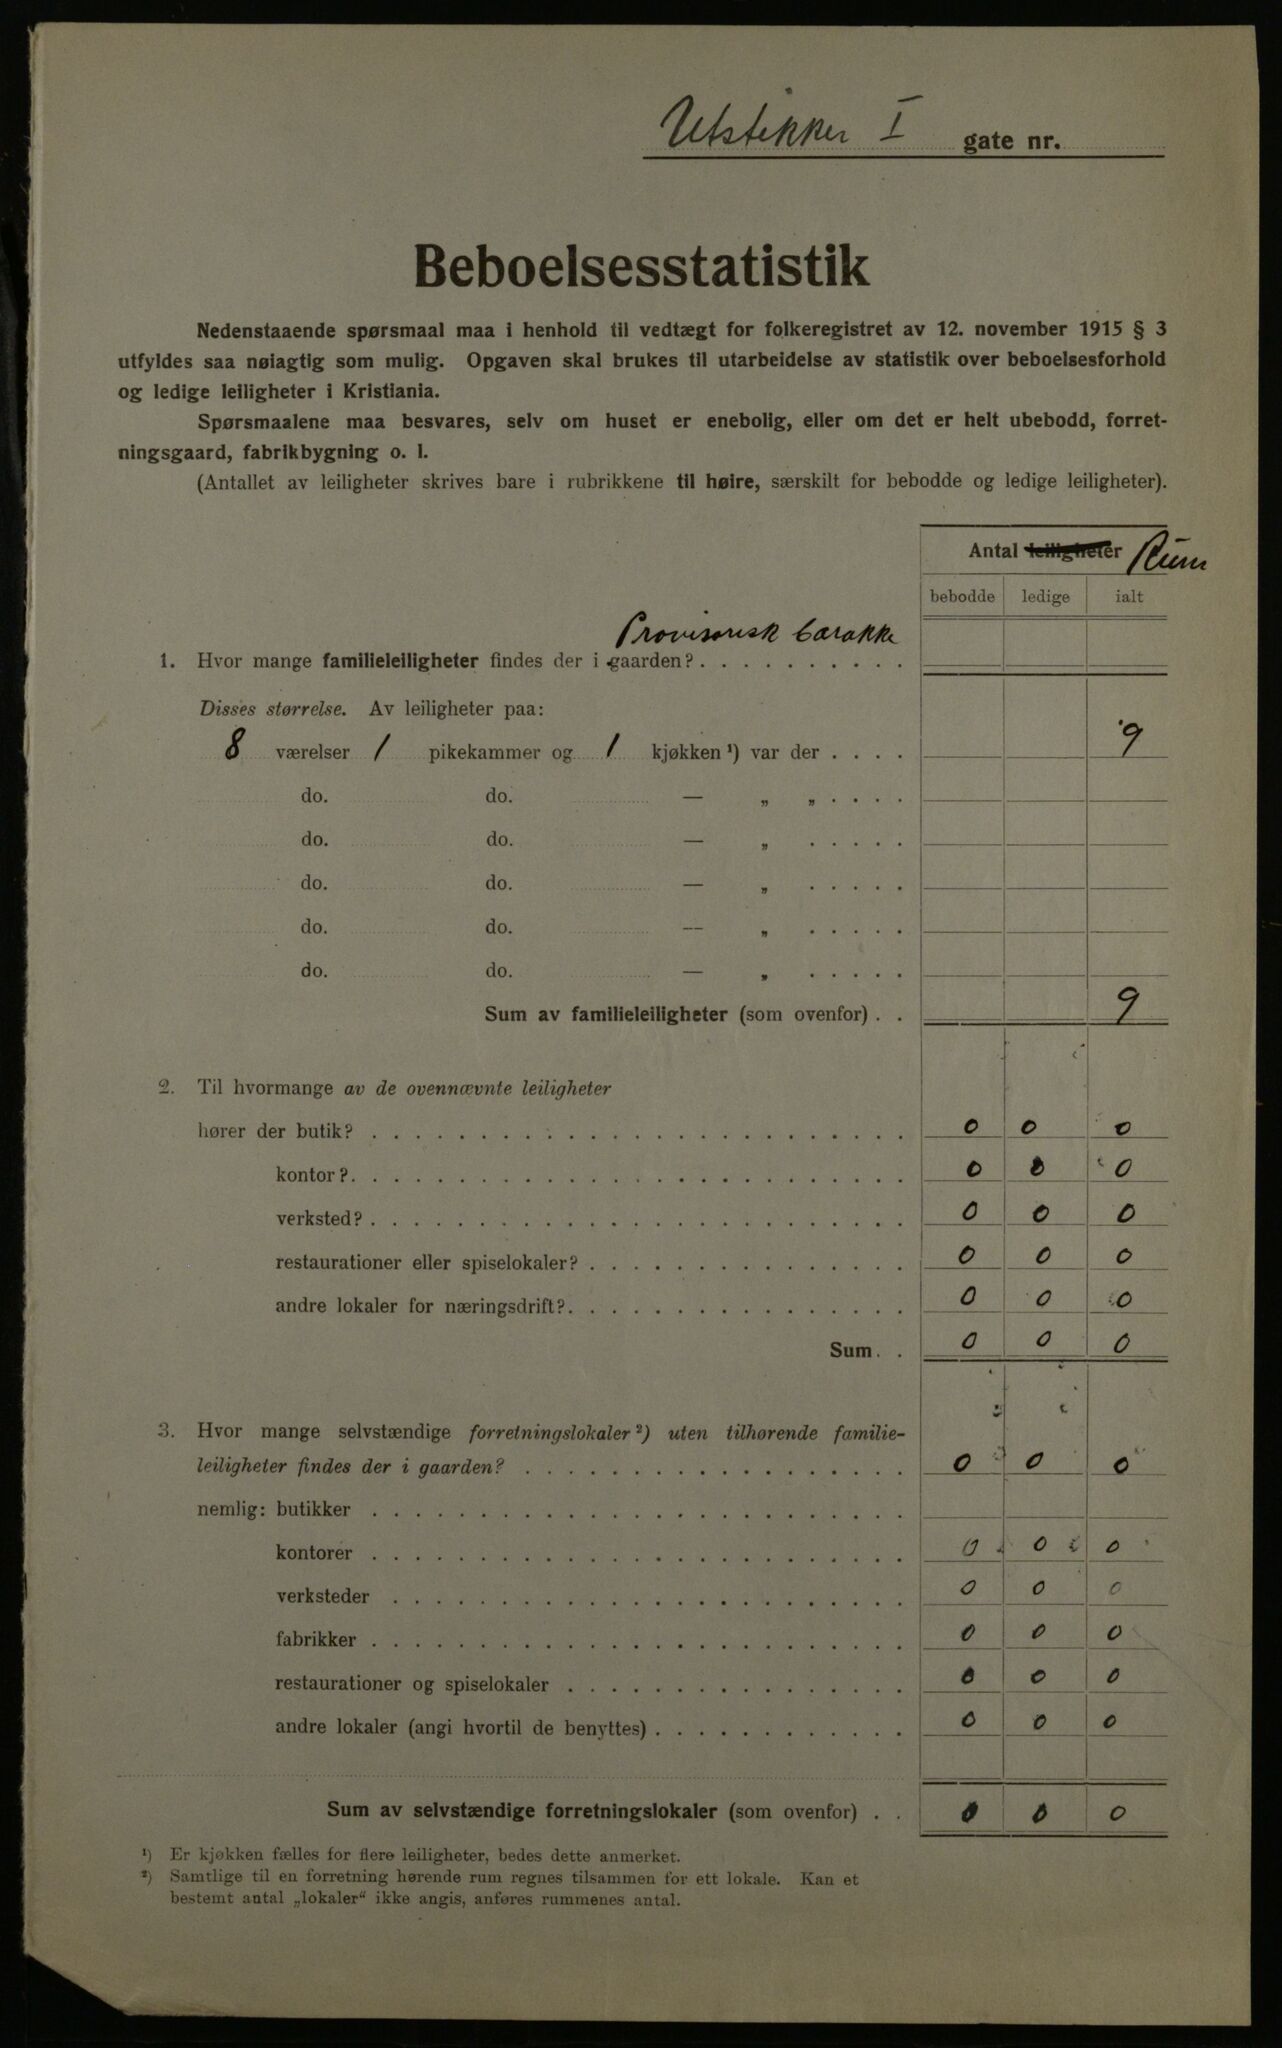 Utstikker I gate nr.
Beboelsesstatistik
Nedenstaaende spørsmaal maa i henhold til vedtægt for folkeregistret av 12. november 1915 § 3
utfyldes saa nøiagtig som mulig. Opgaven skal brukes til utarbeidelse av statistik over beboelsesforhold
og ledige leiligheter i Kristiania.
Spørsmaalene maa besvares, selv om huset er enebolig, eller om det er helt ubebodd, forret-
ningsgaard, fabrikbygning o. l.
(Antallet av leiligheter skrives bare i rubrikkene til høire, særskilt for bebodde og ledige leiligheter).
Antal leiligheter Rum
bebodde ledige ialt
Provisorisk barakke
1. Hvor mange familieleiligheter findes der i gaarden? . . . . . . . . . .
Disses størrelse. Av leiligheter paa:
8 værelser 1 pikekammer og 1 kjøkken ¹) var der . . . . 9
do. do. — „ „ . . . .
do. do. — „ . . . . .
do. do. — „ . . . . .
do. do. — „ . . . . .
do. do. — „ . . . . .
Sum av familieleiligheter (som ovenfor) . . 9
2. Til hvormange av de ovennævnte leiligheter
hører der butik? . . . . . . . . . . 0 0 0
kontor? . . . . . . . . . . 0 0 0
verksted? . . . . . . . . . . 0 0 0
restaurationer eller spiselokaler? . . . . . . . . . . 0 0 0
andre lokaler for næringsdrift? . . . . . . . . . . 0 0 0
Sum . . 0 0 0
3. Hvor mange selvstændige forretningslokaler ²) uten tilhørende familie-
leiligheter findes der i gaarden? . . . . . . . . . . 0 0 0
nemlig: butikker . . . . . . . . . .
kontorer . . . . . . . . . . 0 0 0
verksteder . . . . . . . . . . 0 0 0
fabrikker . . . . . . . . . . 0 0 0
restaurationer og spiselokaler . . . . . . . . . . 0 0 0
andre lokaler (angi hvortil de benyttes) . . . . . . . . . . 0 0 0
Sum av selvstændige forretningslokaler (som ovenfor) . . 0 0 0
¹) Er kjøkken fælles for flere leiligheter, bedes dette anmerket.
²) Samtlige til en forretning hørende rum regnes tilsammen for ett lokale. Kan et
bestemt antal „lokaler“ ikke angis, anføres rummenes antal.